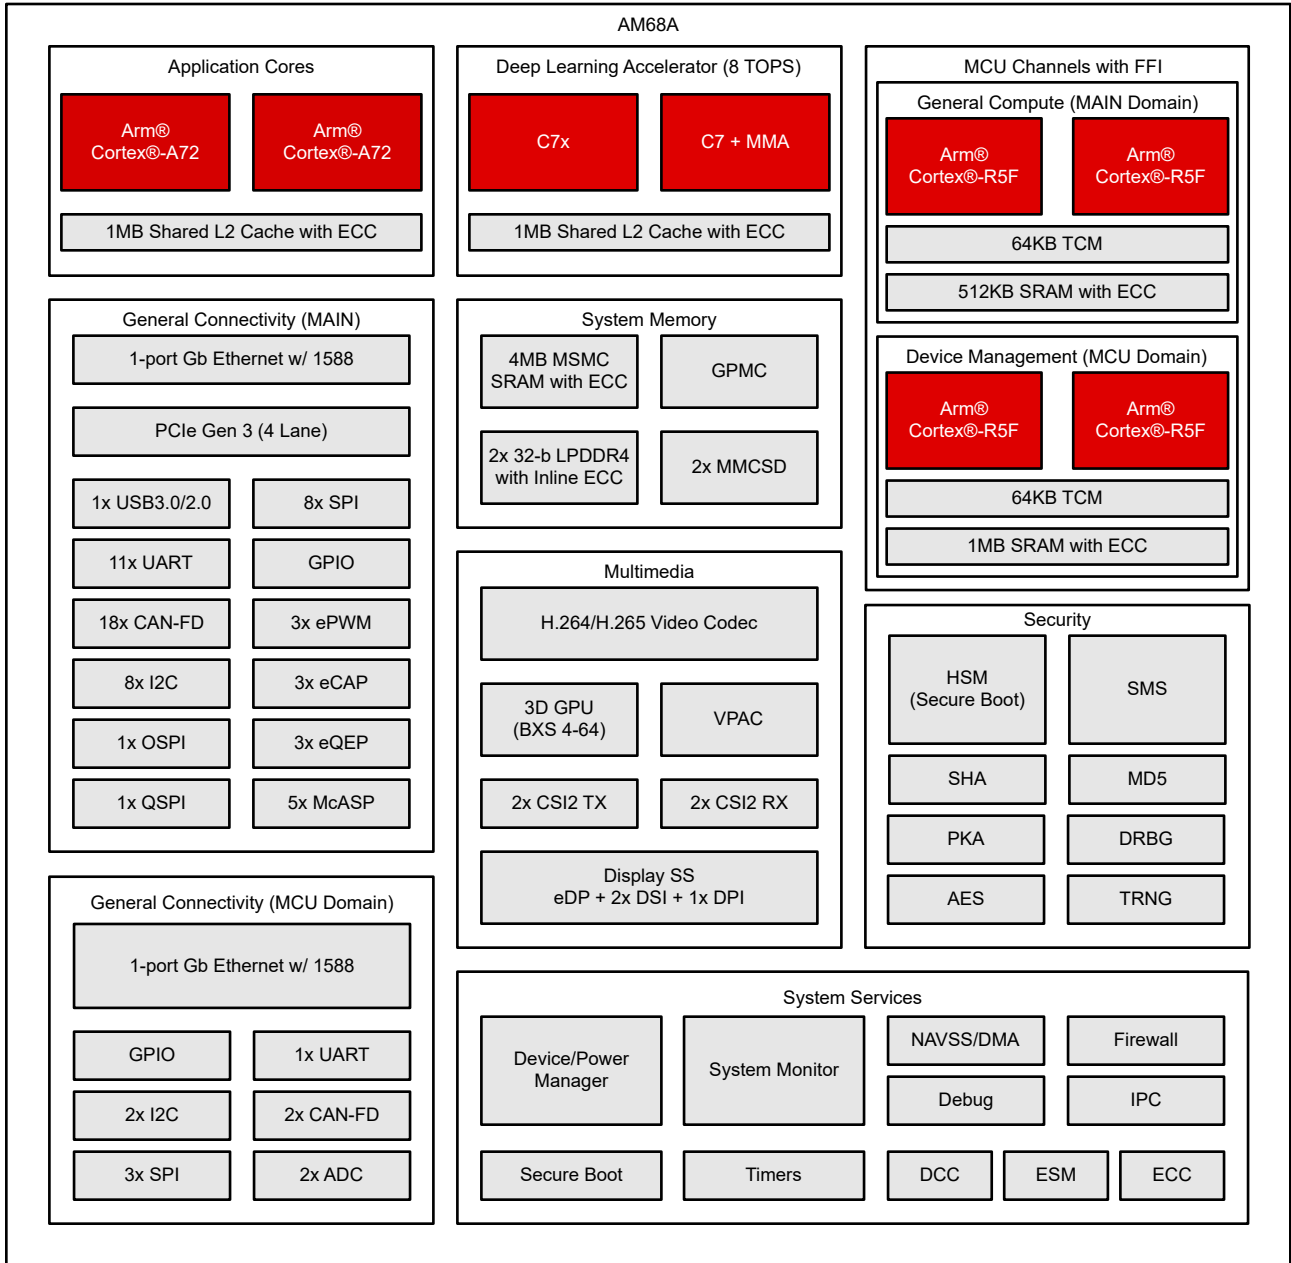 AM68A
Application Cores
Arm®
Cortex®-A72
Arm®
Cortex®-A72
1MB Shared L2 Cache with ECC
Deep Learning Accelerator (8 TOPS)
C7x
C7 + MMA
1MB Shared L2 Cache with ECC
MCU Channels with FFI
General Compute (MAIN Domain)
Arm®
Cortex®-R5F
Arm®
Cortex®-R5F
64KB TCM
512KB SRAM with ECC
Device Management (MCU Domain)
Arm®
Cortex®-R5F
Arm®
Cortex®-R5F
64KB TCM
1MB SRAM with ECC
General Connectivity (MAIN)
1-port Gb Ethernet w/ 1588
PCIe Gen 3 (4 Lane)
1x USB3.0/2.0
8x SPI
11x UART
GPIO
18x CAN-FD
3x ePWM
8x I2C
3x eCAP
1x OSPI
3x eQEP
1x QSPI
5x McASP
System Memory
4MB MSMC
SRAM with ECC
GPMC
2x 32-b LPDDR4
with Inline ECC
2x MMCSD
Multimedia
H.264/H.265 Video Codec
3D GPU
(BXS 4-64)
VPAC
2x CSI2 TX
2x CSI2 RX
Display SS
eDP + 2x DSI + 1x DPI
Security
HSM
(Secure Boot)
SMS
SHA
MD5
PKA
DRBG
AES
TRNG
General Connectivity (MCU Domain)
1-port Gb Ethernet w/ 1588
GPIO
1x UART
2x I2C
2x CAN-FD
3x SPI
2x ADC
System Services
Device/Power
Manager
System Monitor
NAVSS/DMA
Firewall
Debug
IPC
Secure Boot
Timers
DCC
ESM
ECC